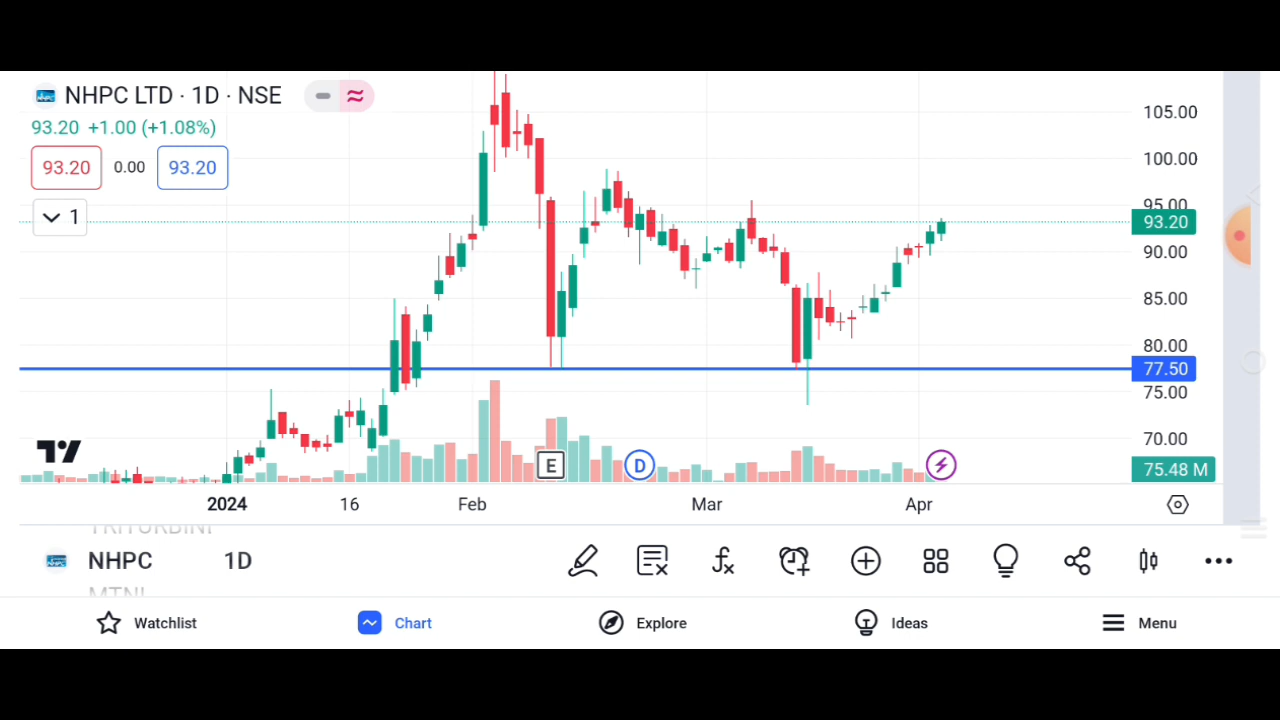 NHPC LTD · 1D · NSE
93.20 +1.00 (+1.08%)
93.20 0.00 93.20
1
105.00
100.00
95.00
93.20
90.00
85.00
80.00
77.50
75.00
70.00
75.48 M
E D
2024 16 Feb Mar Apr
NHPC 1D
Watchlist Chart Explore Ideas Menu